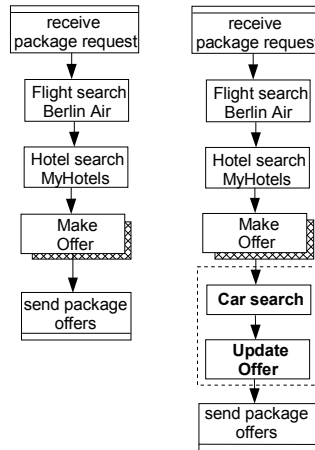 receive
package request
Flight search
Berlin Air
Hotel search
MyHotels
Make
Offer
send package
offers
receive
package request
Flight search
Berlin Air
Hotel search
MyHotels
Make
Offer
Car search
Update
Offer
send package
offers